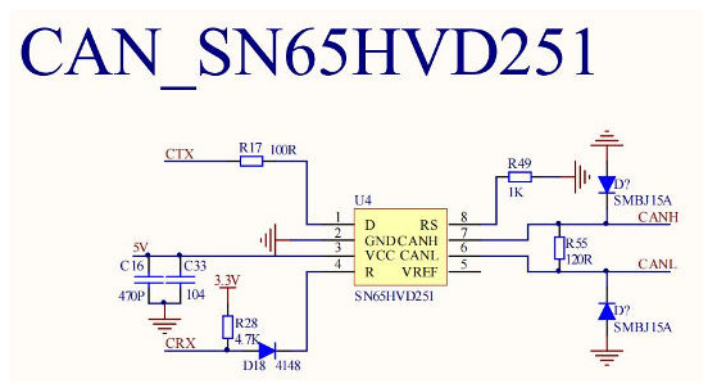 CAN_SN65HVD251
CTX
R17 100R
R49
1K
D?
SMBJ15A
U4
1 D RS 8
2 GND CANH 7
3 VCC CANL 6
4 R VREF 5
SN65HVD251
CANH
R55
120R
CANL
5V
C16
470P
C33
104
3.3V
R28
4.7K
CRX
D18 4148
D?
SMBJ15A